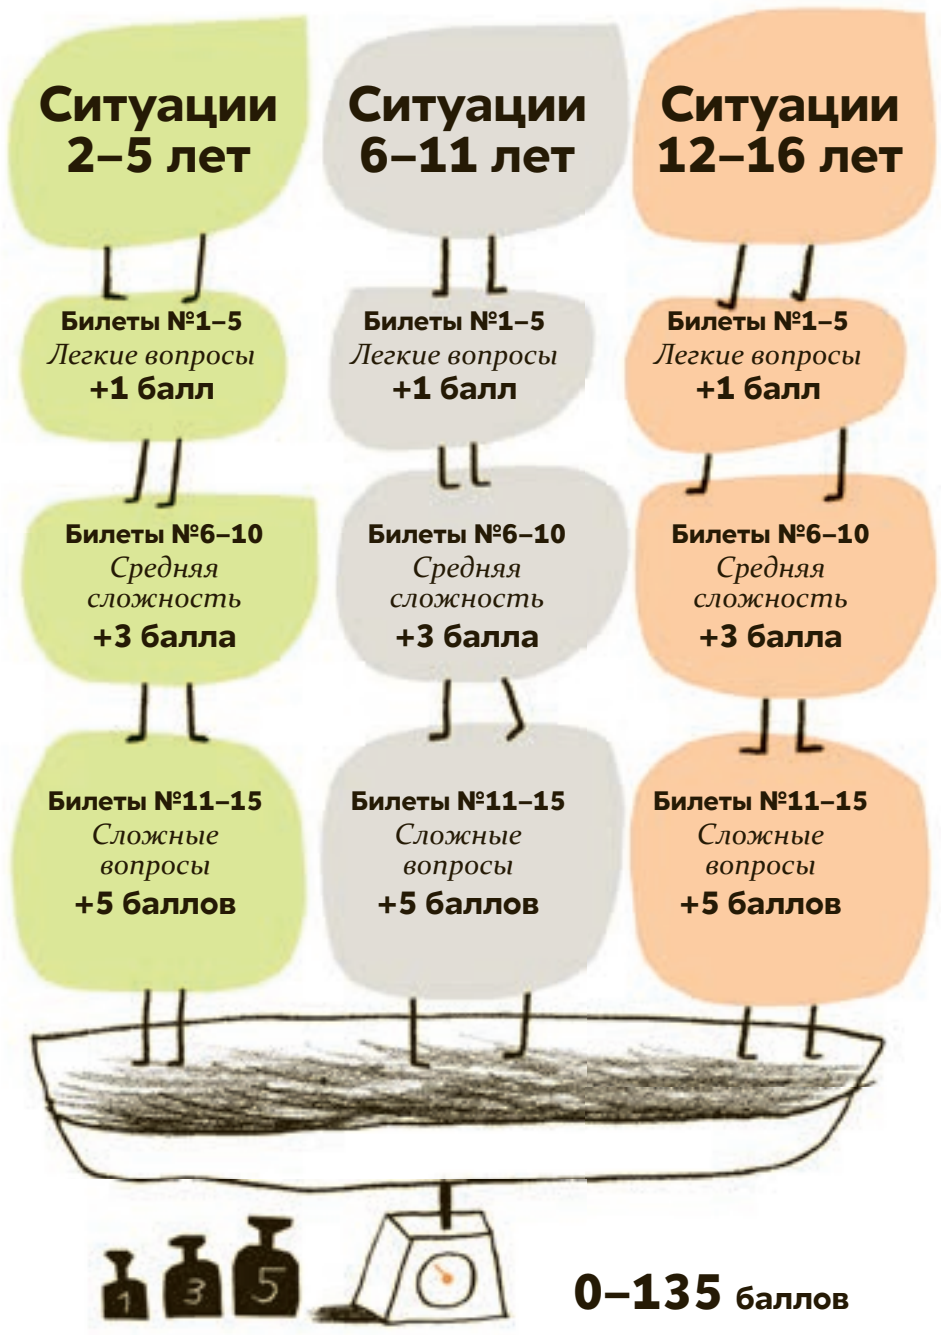 Ситуации
2–5 лет
Билеты №1–5
Легкие вопросы
+1 балл
Билеты №6–10
Средняя
сложность
+3 балла
Билеты №11–15
Сложные
вопросы
+5 баллов
Ситуации
6–11 лет
Билеты №1–5
Легкие вопросы
+1 балл
Билеты №6–10
Средняя
сложность
+3 балла
Билеты №11–15
Сложные
вопросы
+5 баллов
Ситуации
12–16 лет
Билеты №1–5
Легкие вопросы
+1 балл
Билеты №6–10
Средняя
сложность
+3 балла
Билеты №11–15
Сложные
вопросы
+5 баллов
1 3 5
0–135 баллов